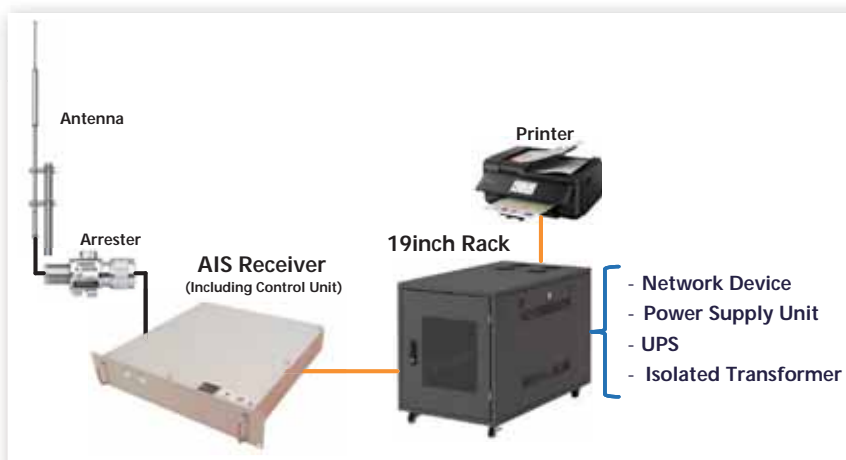 Antenna
Printer
Arrester
19inch Rack
AIS Receiver
(Including Control Unit)
- Network Device
- Power Supply Unit
- UPS
- Isolated Transformer